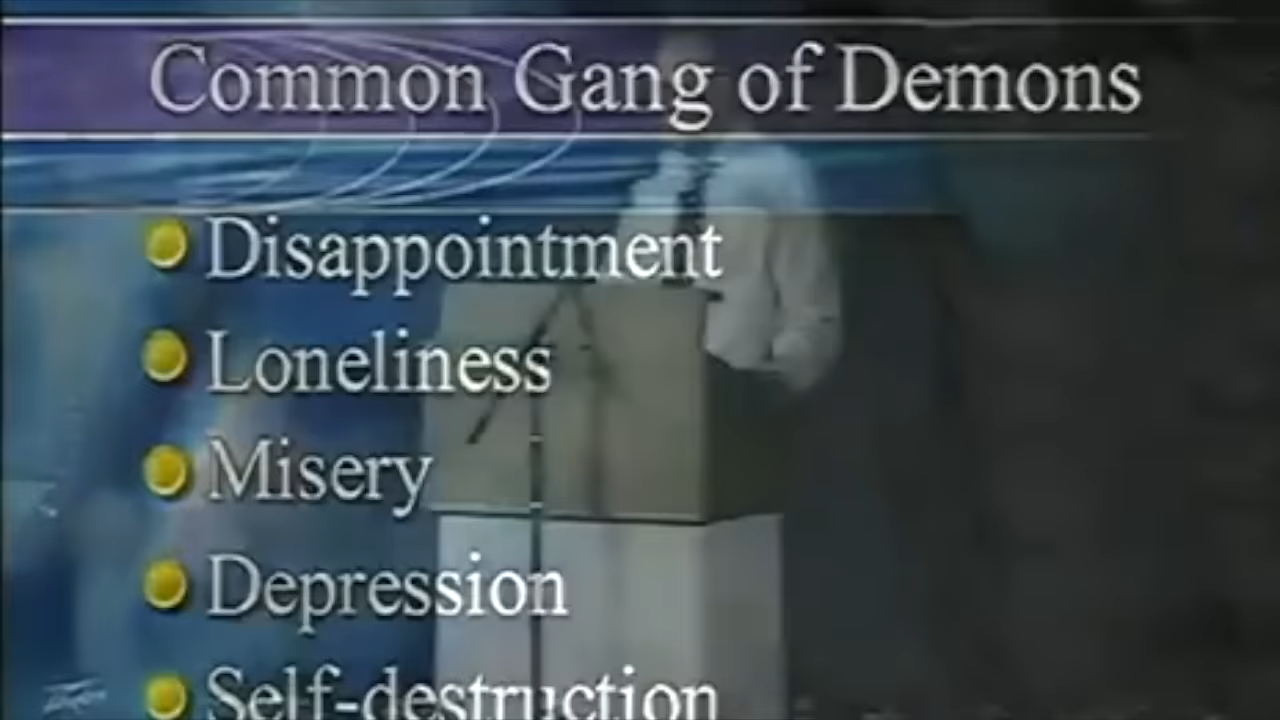 Common Gang of Demons
Disappointment
Loneliness
Misery
Depression
Self-destruction